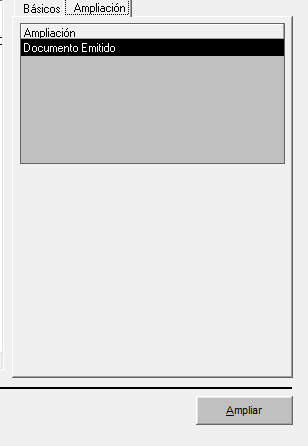 Básicos Ampliación
Ampliación
Documento Emitido
Ampliar